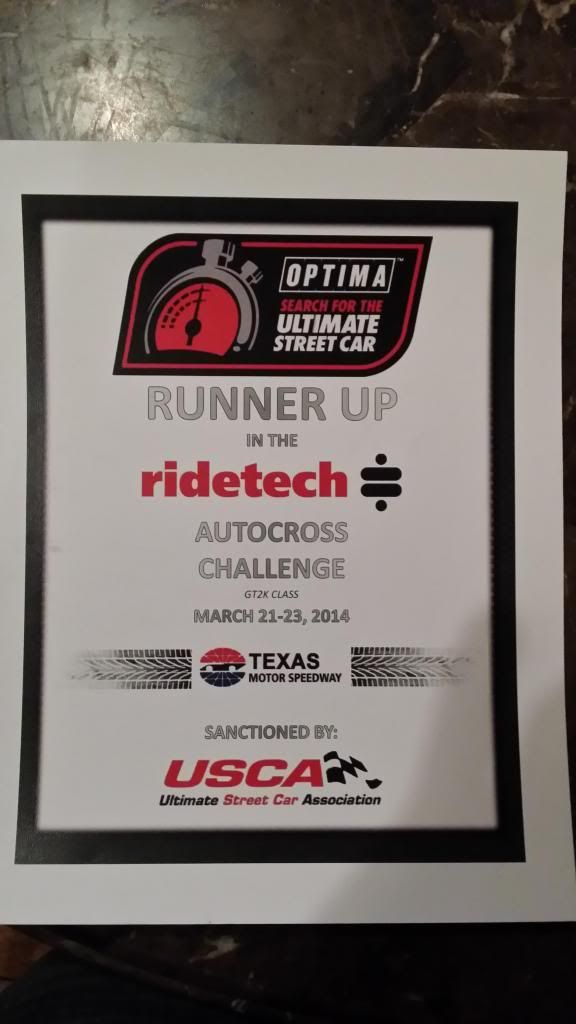 OPTIMA™
SEARCH FOR THE
ULTIMATE
STREET CAR
RUNNER UP
IN THE
ridetech
AUTOCROSS
CHALLENGE
GT2K CLASS
MARCH 21-23, 2014
TEXAS
MOTOR SPEEDWAY
SANCTIONED BY:
USCA
Ultimate Street Car Association